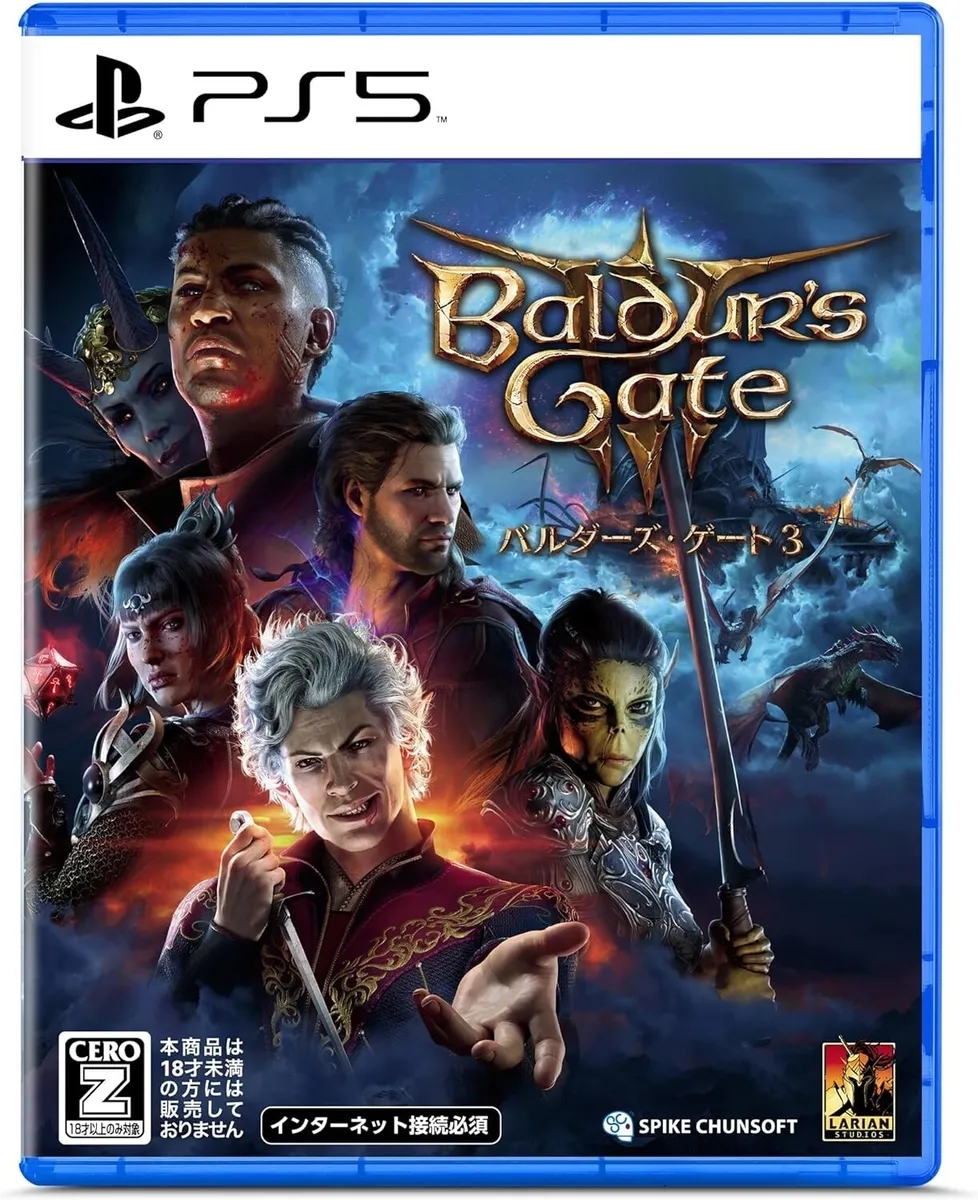 PS5™
®
Baldur's
Gate
III
バルダーズ・ゲート3
CERO
Z
18才以上のみ対象
本商品は
18才未満
の方には
販売して
おりません
インターネット接続必須
SPIKE CHUNSOFT
LARIAN
STUDIOS